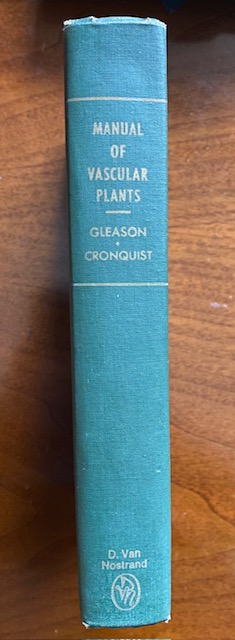 MANUAL
OF
VASCULAR
PLANTS
GLEASON
CRONQUIST
D. Van
Nostrand